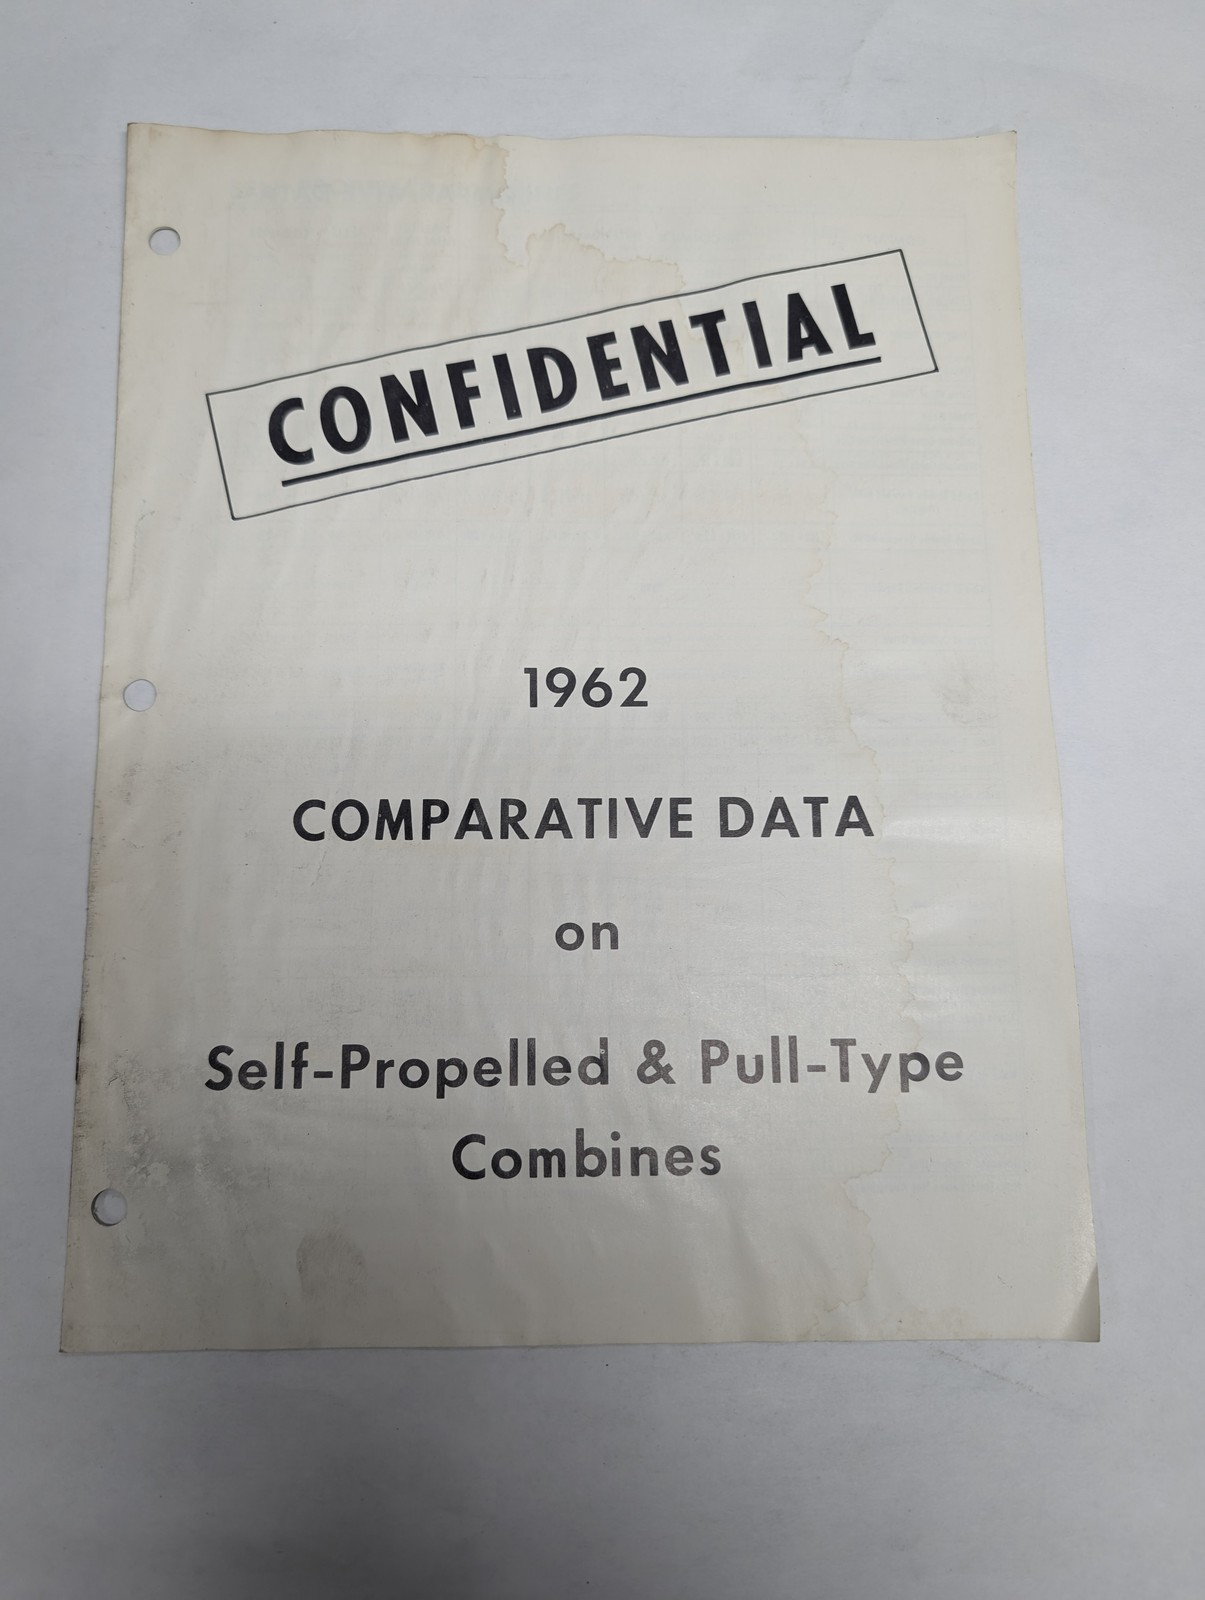 CONFIDENTIAL
1962
COMPARATIVE DATA
on
Self-Propelled & Pull-Type
Combines